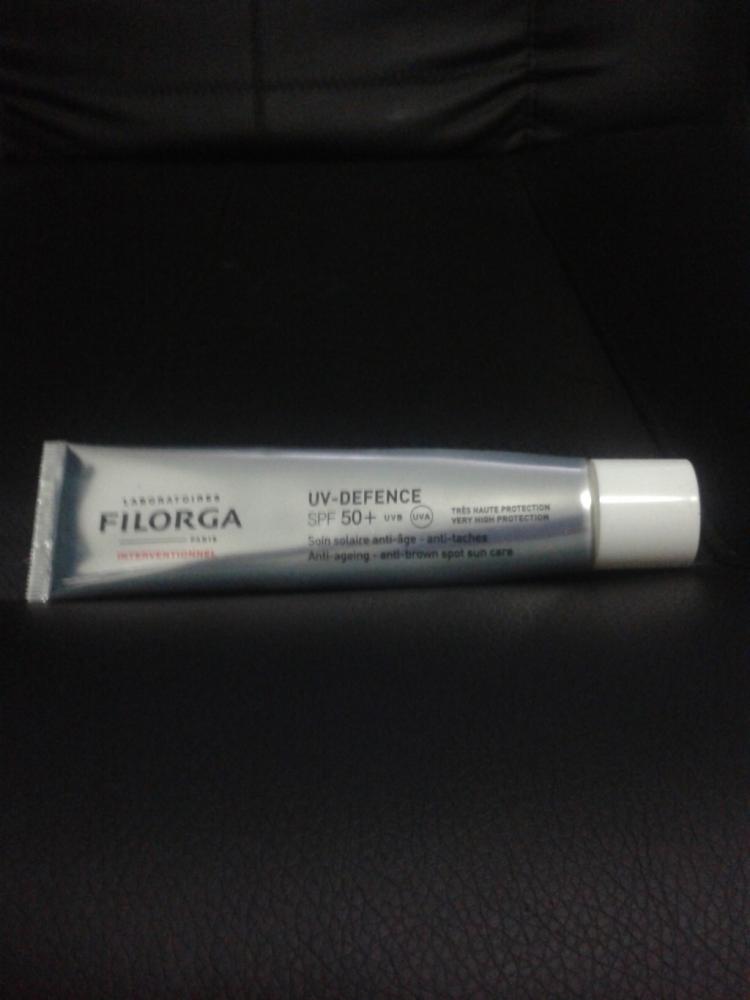 LABORATOIRES
FILORGA
PARIS
INTERVENTIONNEL
UV-DEFENCE
SPF 50+ UVB UVA
TRÈS HAUTE PROTECTION
VERY HIGH PROTECTION
Soin solaire anti-âge - anti-taches
Anti-ageing - anti-brown spot sun care